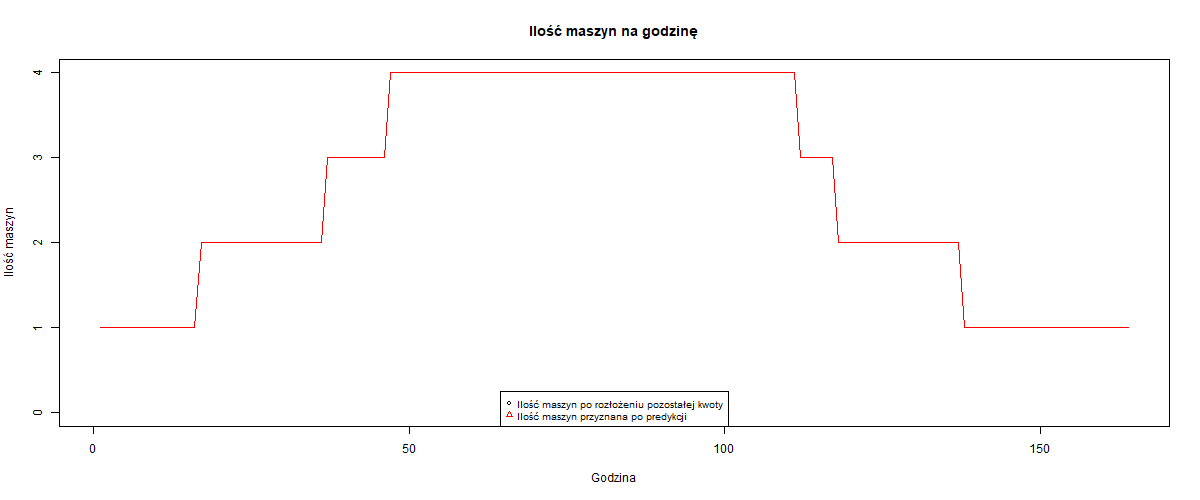 Ilość maszyn na godzinę
Ilość maszyn
4
3
2
1
0
Ilość maszyn po rozłożeniu pozostałej kwoty
Ilość maszyn przyznana po predykcji
0 50 100 150
Godzina